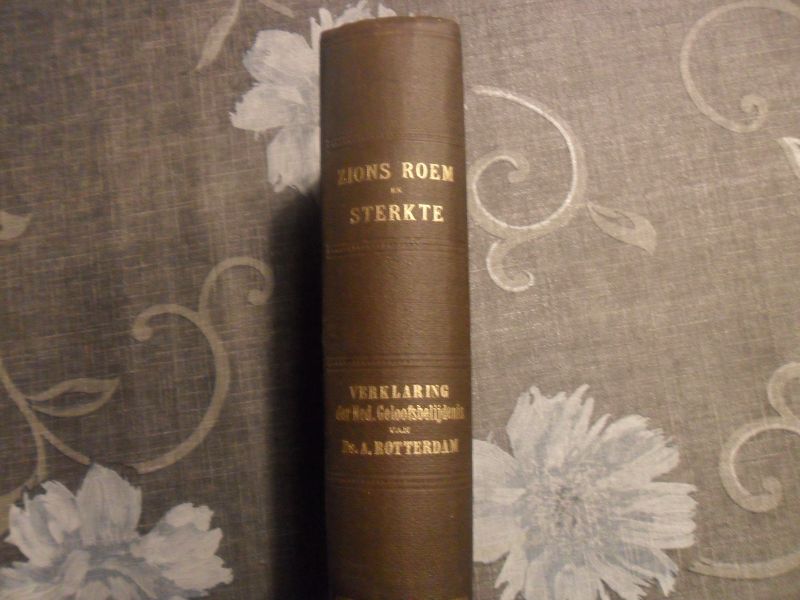 ZIONS ROEM
EN
STERKTE
VERKLARING
der Ned. Geloofsbelijdenis
VAN
Ds. A. ROTTERDAM